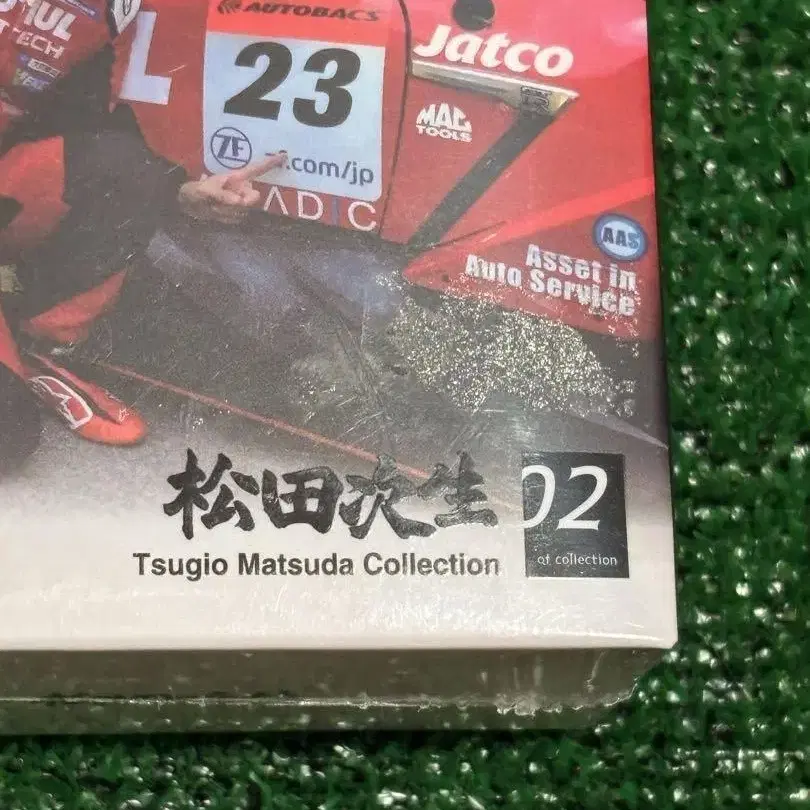 AUTOBACS
23
ZF
.com/jp
ADIC
TECH
L
Jatco
MAC
TOOLS
AAS
Asset in
Auto Service
松田次生
Tsugio Matsuda Collection
02
of collection